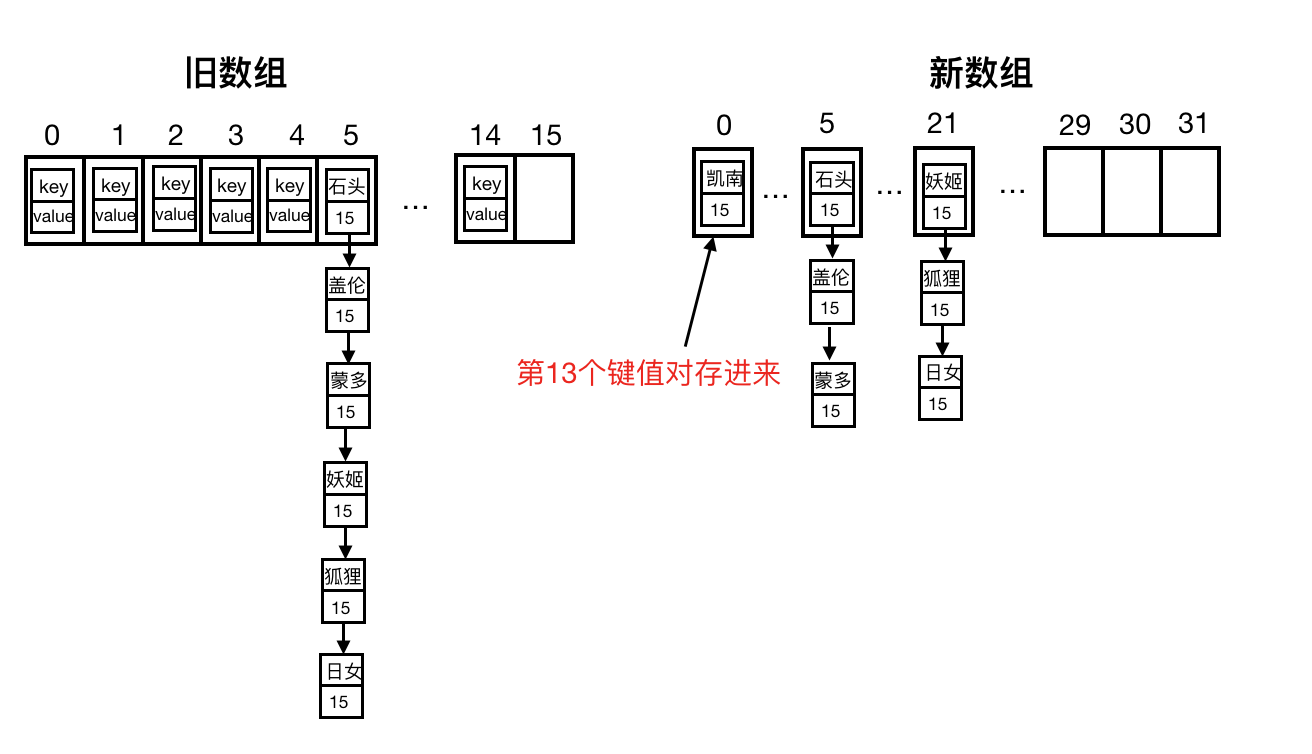 旧数组
0 1 2 3 4 5 14 15
key key key key key 石头 ... key
value value value value value 15 value
盖伦
15
蒙多
15
妖姬
15
狐狸
15
日女
15
新数组
0 5 21 29 30 31
凯南 ... 石头 ... 妖姬 ...
15 15 15
盖伦 狐狸
15 15
蒙多 日女
15 15
第13个键值对存进来